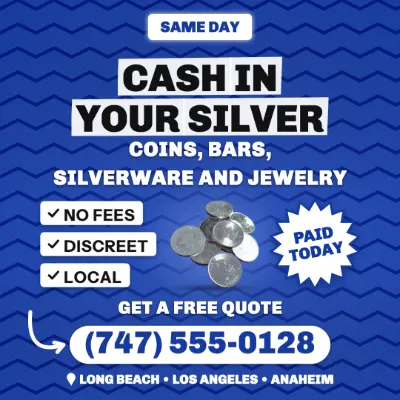 SAME DAY
CASH IN
YOUR SILVER
COINS, BARS,
SILVERWARE AND JEWELRY
NO FEES
DISCREET
LOCAL
PAID
TODAY
GET A FREE QUOTE
(747) 555-0128
LONG BEACH • LOS ANGELES • ANAHEIM